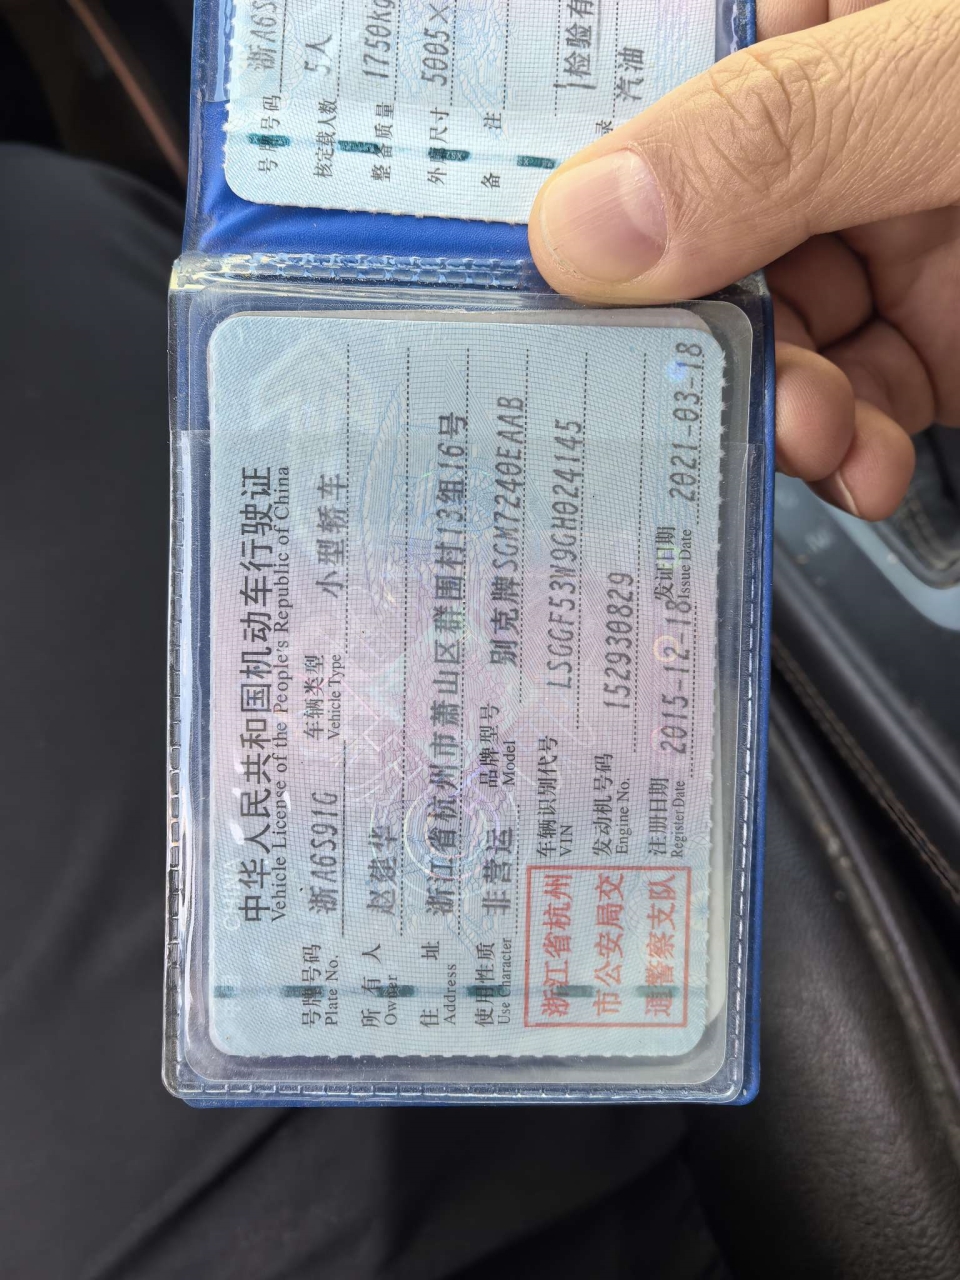 中华人民共和国机动车行驶证
Vehicle License of the People's Republic of China
号牌号码 浙A6S91G 车辆类型 小型轿车
Plate No. Vehicle Type
所有人 赵建华
Owner
住址 浙江省杭州市萧山区群围村13组16号
Address
使用性质 非营运 品牌型号 别克牌SGM7240EAAB
Use Character Model
浙江省杭州
市公安局交
通警察支队
车辆识别代号 LSGGF53W9GH024145
VIN
发动机号码 152930829
Engine No.
注册日期 2015-12-18 发证日期 2021-03-18
Register Date Issue Date
号牌号码 浙A6S
核定载人数 5人
整备质量 1750kg
外廓尺寸 5005×
备注
检验有
录 汽油